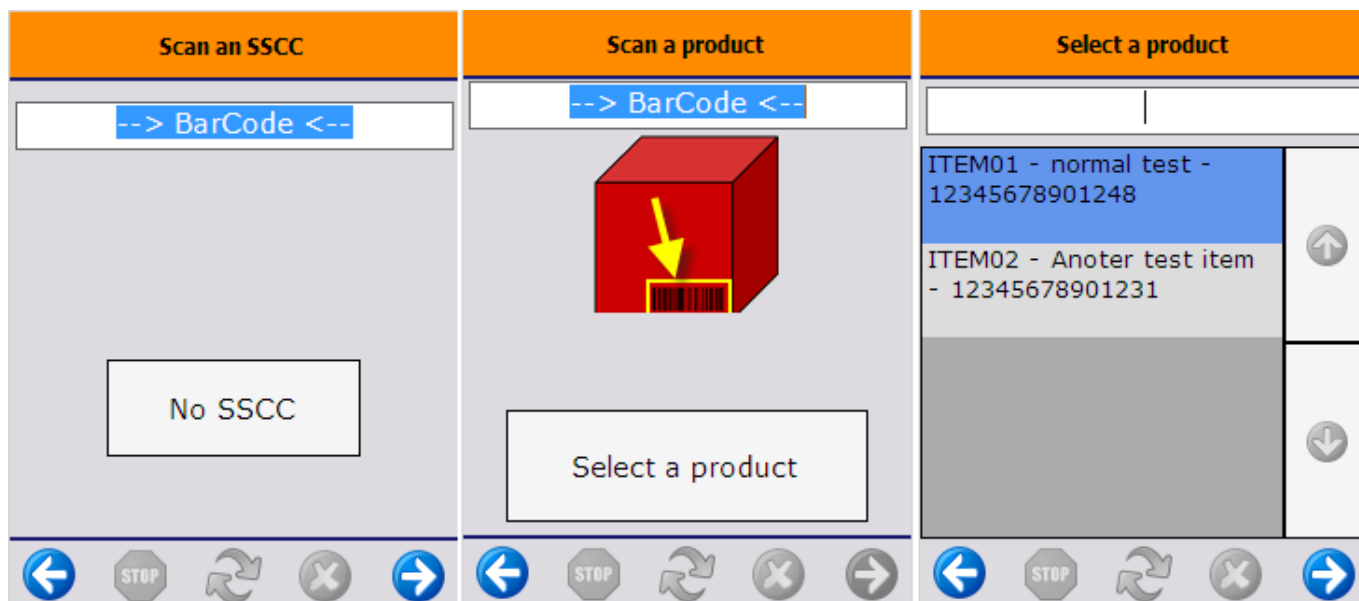 Scan an SSCC
--> BarCode <--
No SSCC
STOP
Scan a product
--> BarCode <--
Select a product
STOP
Select a product
ITEM01 - normal test -
12345678901248
ITEM02 - Anoter test item
- 12345678901231
STOP